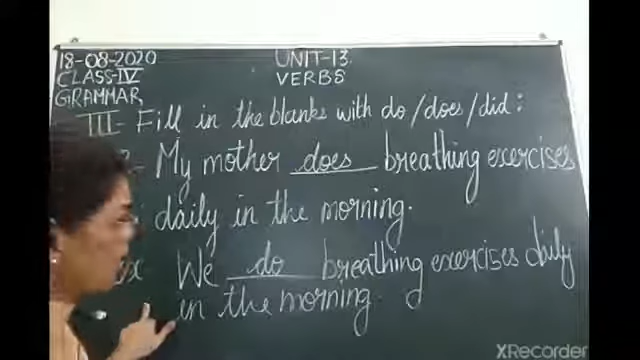 18-08-2020
UNIT-13
CLASS-IV
VERBS
GRAMMAR
III- Fill in the blanks with do/does/did:
My mother does breathing exercises
daily in the morning.
ex We do breathing exercises daily
in the morning.
XRecorder